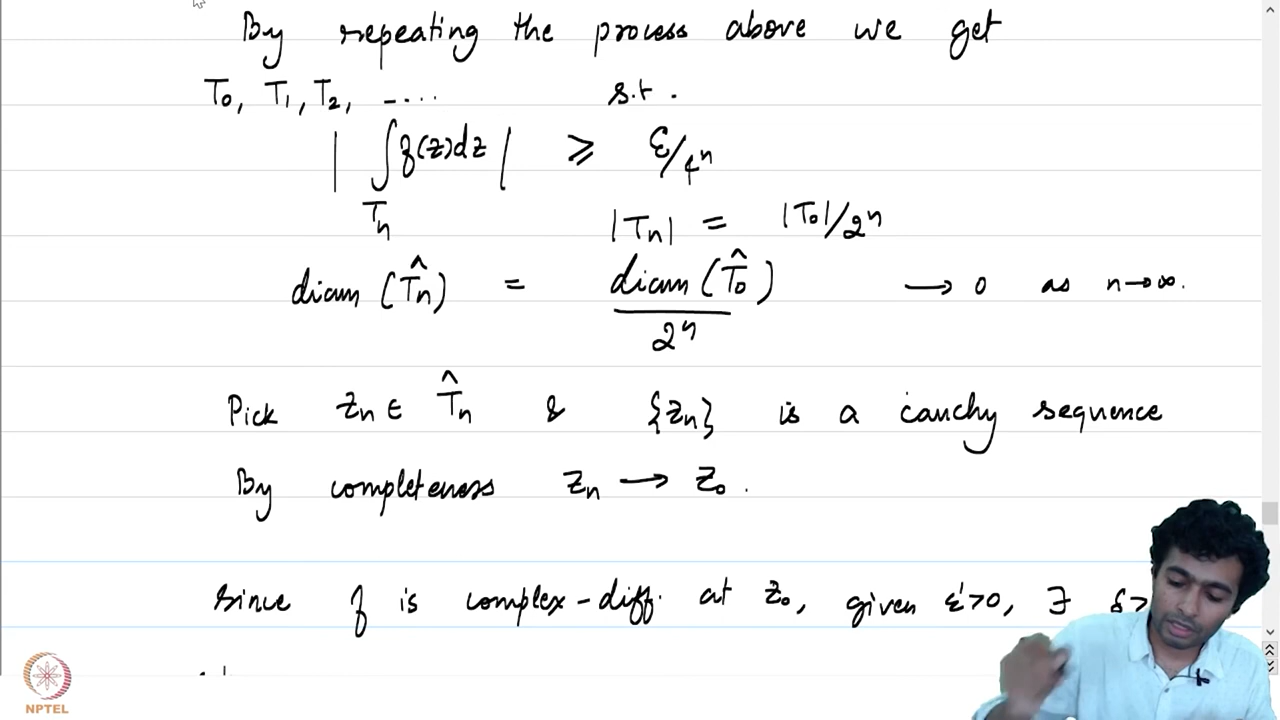 By repeating the process above we get
T₀, T₁, T₂, -.... s.t.
| ∫_{Tₙ} f(z)dz | ≥ ε/4ⁿ
|Tₙ| = |T₀|/2ⁿ
diam (T̂ₙ) = diam (T̂₀) / 2ⁿ → 0 as n→∞.
Pick zₙ ∈ T̂ₙ & {zₙ} is a cauchy sequence
By completeness zₙ → z₀.
since f is complex-diff. at z₀, given ε'>0, ∃ δ>
NPTEL